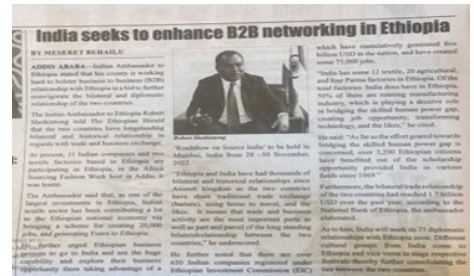 India seeks to enhance B2B networking in Ethiopia
BY MESERET BEHAILU
ADDIS ABABA—Indian Ambassador to
Ethiopia stated that his county is working
hard to bolster business to business (B2B)
relationship with Ethiopia in a bid to further
reinvigorate the bilateral and diplomatic
relationship of the two countries.
The Indian Ambassador to Ethiopia Robert
Shetkintong told The Ethiopian Herald
that the two countries have longstanding
bilateral and historical relationship in
regards with trade and business exchange.
At present, 11 Indian companies and two
textile factories based in Ethiopia are
participating in, Ethiopia, in the Africa
Sourcing Fashion Week host in Addis, it
was learnt.
The Ambassador said that, as one of the
largest investments in Ethiopia, Indian
textile sector has been contributing a lot
to the Ethiopian national economy via
bringing a scheme for creating 20,000
jobs, and generating Forex to Ethiopia.
further urged Ethiopian business
to go to India and see the huge
capability and explore their business
opportunity there taking advantage of a
Robert Shetkintong
'Roadshow on Source India' to be held in
Mumbai, India from 28 -30 November,
2022.
"Ethiopia and India have had thousands of
bilateral and historical relationships since
Axumit kingdom as the two countries
have shorn traditional trade exchange
(barters), using horse to travel, and the
likes. It means that trade and business
activity are the most important parts as
well as part and parcel of the long standing
bilateralrelationship between the two
countries," he underscored.
He further noted that there are over
650 Indian companies registered under
Ethiopian Investment Commission (EIC)
which have cumulatively generated five
billion USD in the nation, and have created
some 75,000 jobs.
"India has some 12 textile, 20 agricultural,
and four Parma factories in Ethiopia. Of the
total factories India does have in Ethiopia,
50% of them are running manufacturing
industry, which is playing a decisive role
in bridging the skilled human power gap,
creating job opportunity, transforming
technology, and the likes," he cited.
He said; "As far as the effort geared towards
bridging the skilled human power gap is
concerned, over 3,200 Ethiopian citizens
have benefited out of the scholarship
opportunity provided India in various
fields since 1969."
Furthermore, the bilateral trade relationship
of the two countries had reached 1.7 billion
USD over the past year, according to the
National Bank of Ethiopia, the ambassador
elaborated.
As to him, India will mark its 75 diplomatic
relationships with Ethiopia soon. Different
cultural groups from India come to
Ethiopia and vice versa to stage respective
festivals thereby further consolidating the
ties between the two countries.